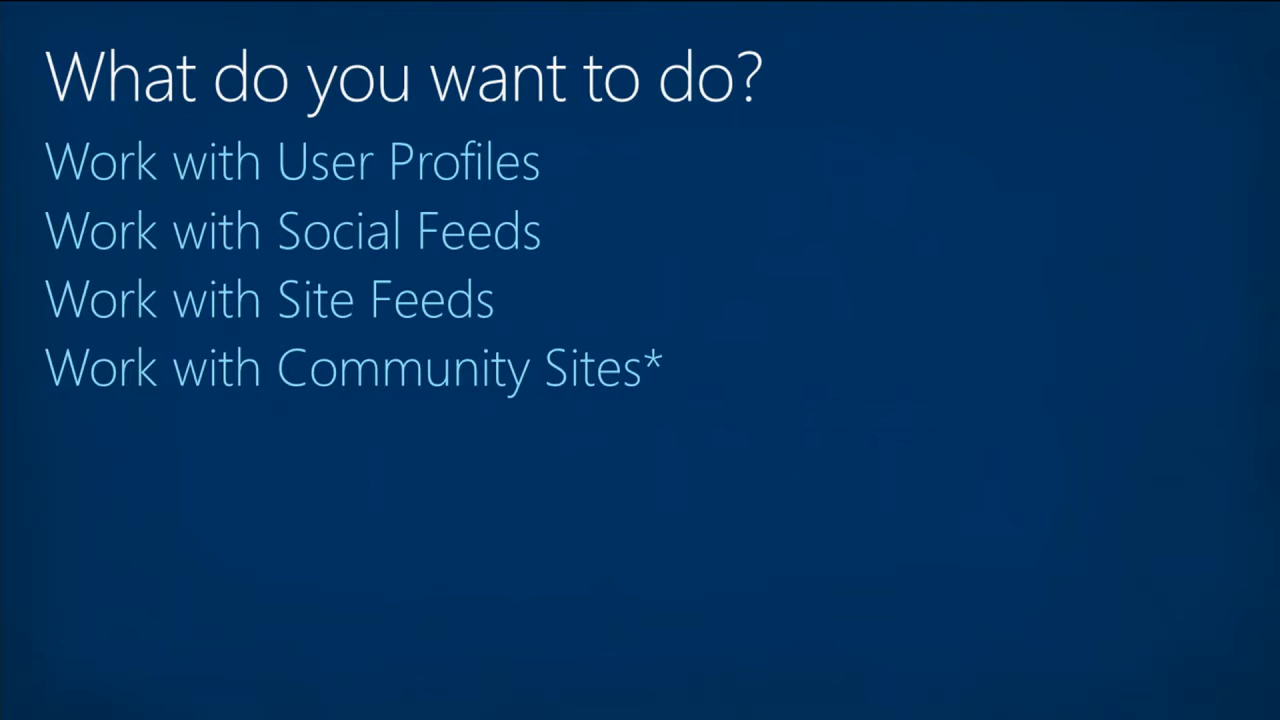 What do you want to do?
Work with User Profiles
Work with Social Feeds
Work with Site Feeds
Work with Community Sites*